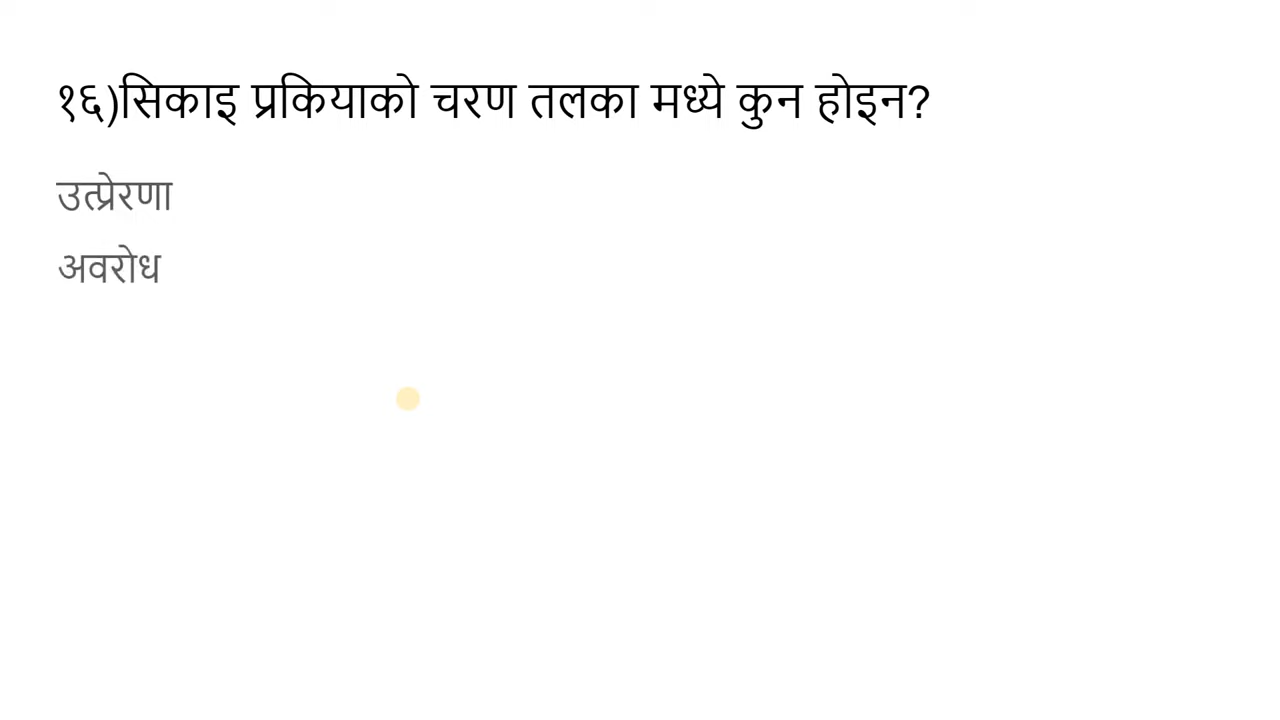 १६)सिकाइ प्रकियाको चरण तलका मध्ये कुन होइन?
उत्प्रेरणा
अवरोध